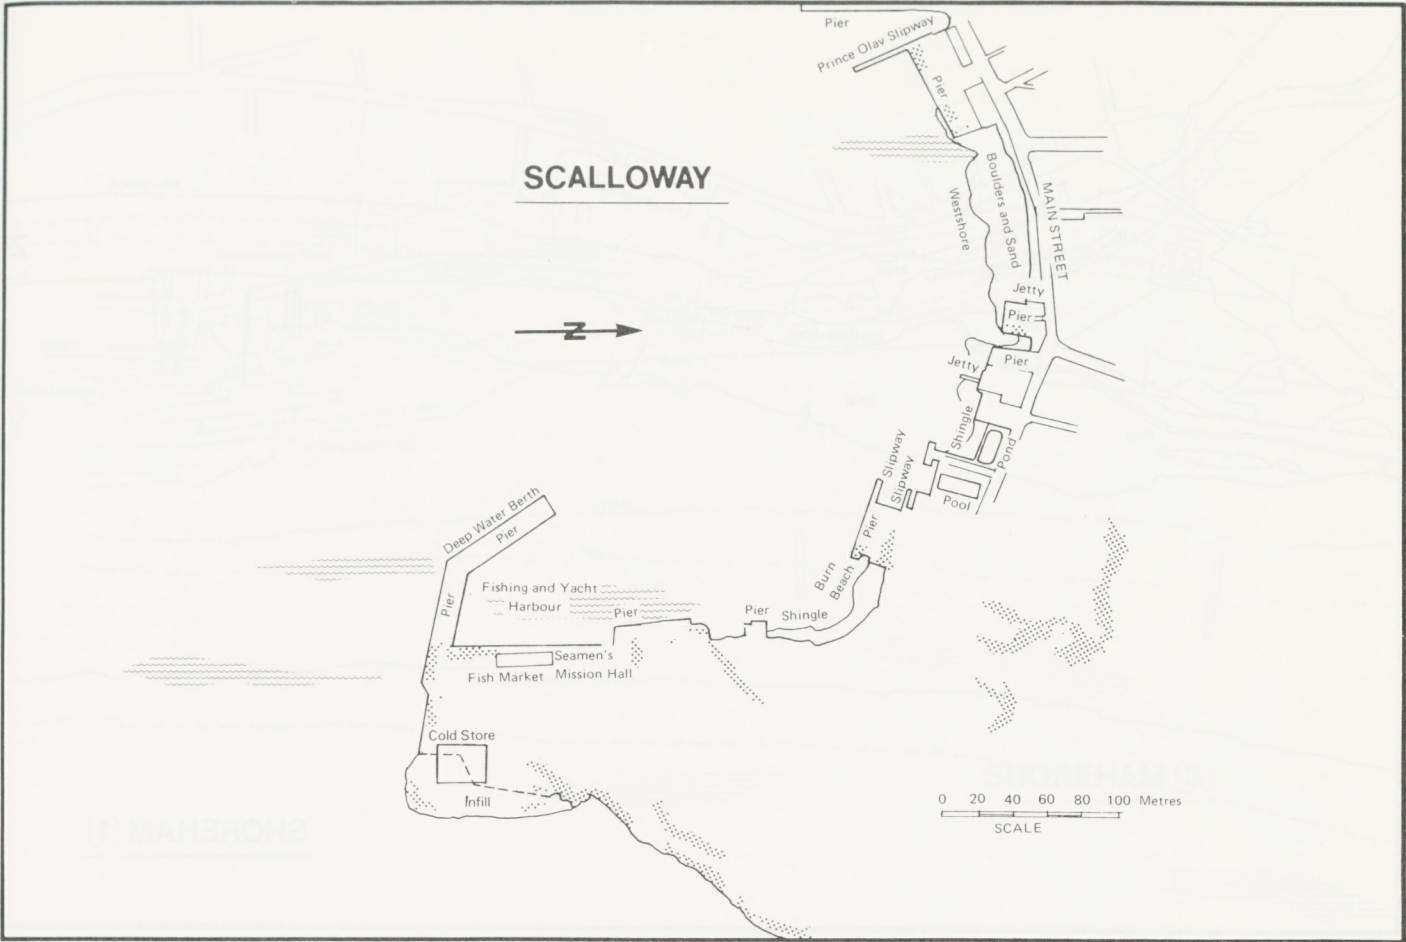 Pier
Prince Olav Slipway
Pier
SCALLOWAY
Boulders and Sand
Westshore
MAIN STREET
Jetty
Pier
N
Pier
Jetty
Shingle
Pond
Slipway
Slipway
Pool
Deep Water Berth
Pier
Pier
Burn
Beach
Fishing and Yacht
Harbour
Pier
Pier
Pier
Shingle
Seamen's
Mission Hall
Fish Market
Cold Store
Infill
0 20 40 60 80 100 Metres
SCALE
SHOREHAM (1)